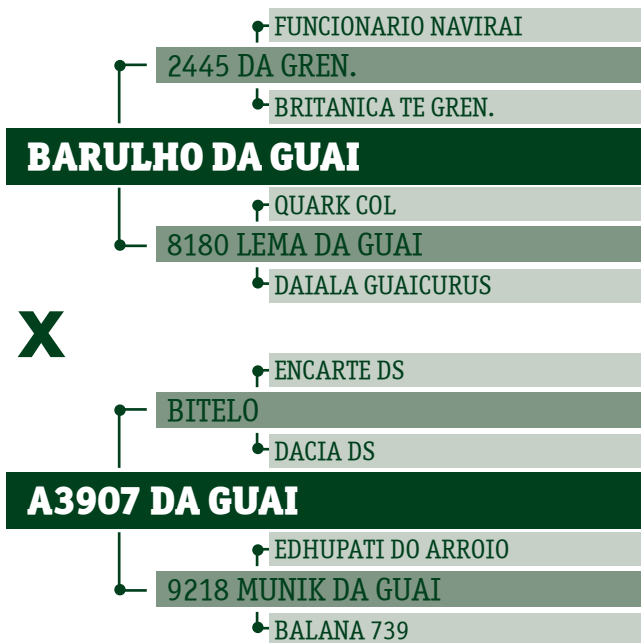 FUNCIONARIO NAVIRAI
2445 DA GREN.
BRITANICA TE GREN.
BARULHO DA GUAI
QUARK COL
8180 LEMA DA GUAI
DAIALA GUAICURUS
X
ENCARTE DS
BITELO
DACIA DS
A3907 DA GUAI
EDHUPATI DO ARROIO
9218 MUNIK DA GUAI
BALANA 739